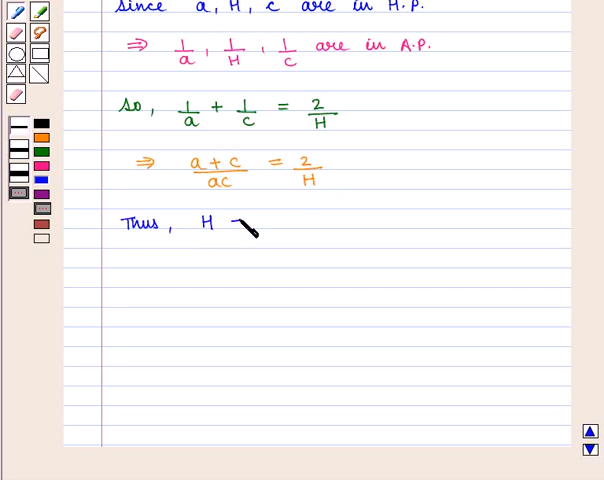 Since a, H, c are in H.P.
⇒ 1/a , 1/H , 1/c are in A.P.
So, 1/a + 1/c = 2/H
⇒ a + c/ac = 2/H
Thus, H -